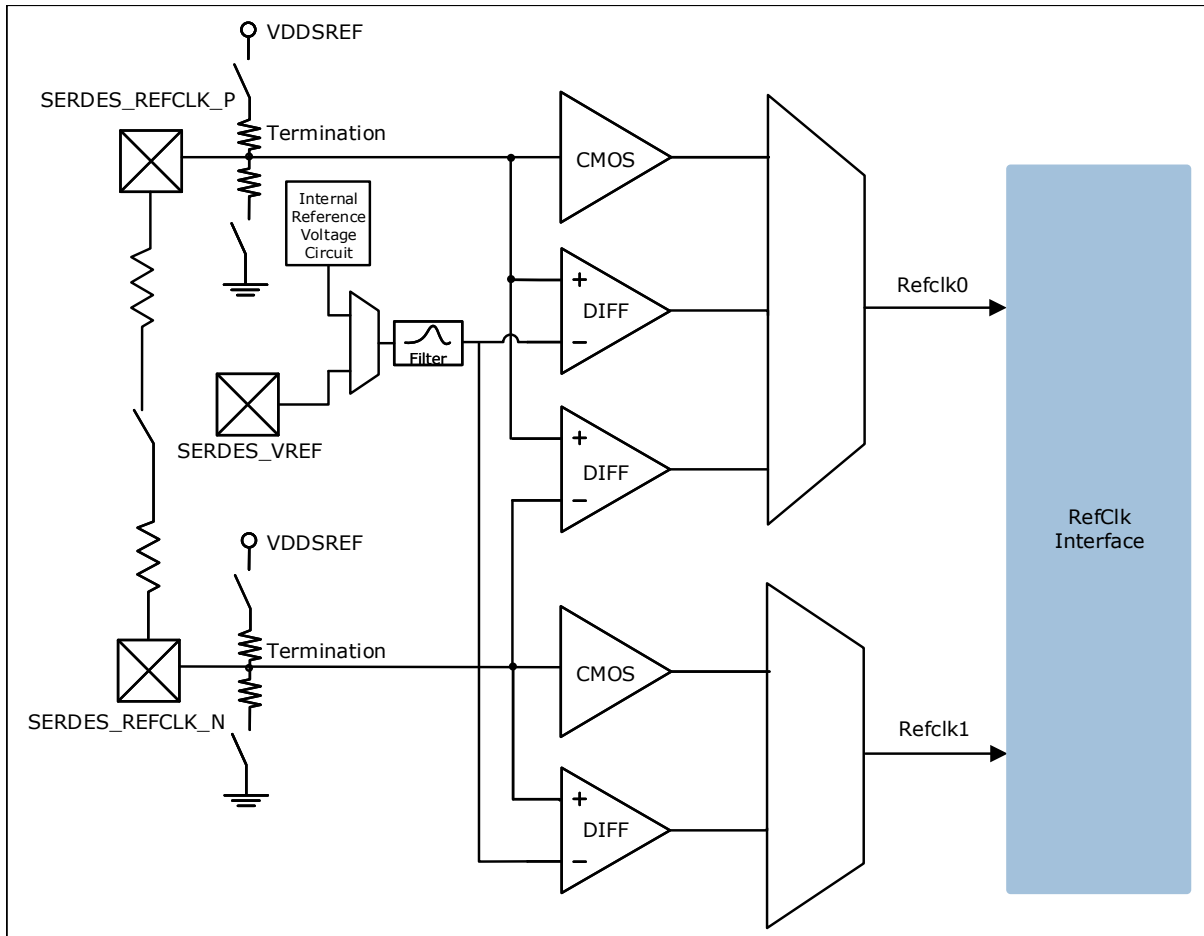 VDDSREF
SERDES_REFCLK_P
Termination
CMOS
Internal
Reference
Voltage
Circuit
+
DIFF
−
Refclk0
Filter
SERDES_VREF
+
DIFF
−
RefClk
Interface
VDDSREF
Termination
CMOS
SERDES_REFCLK_N
Refclk1
+
DIFF
−